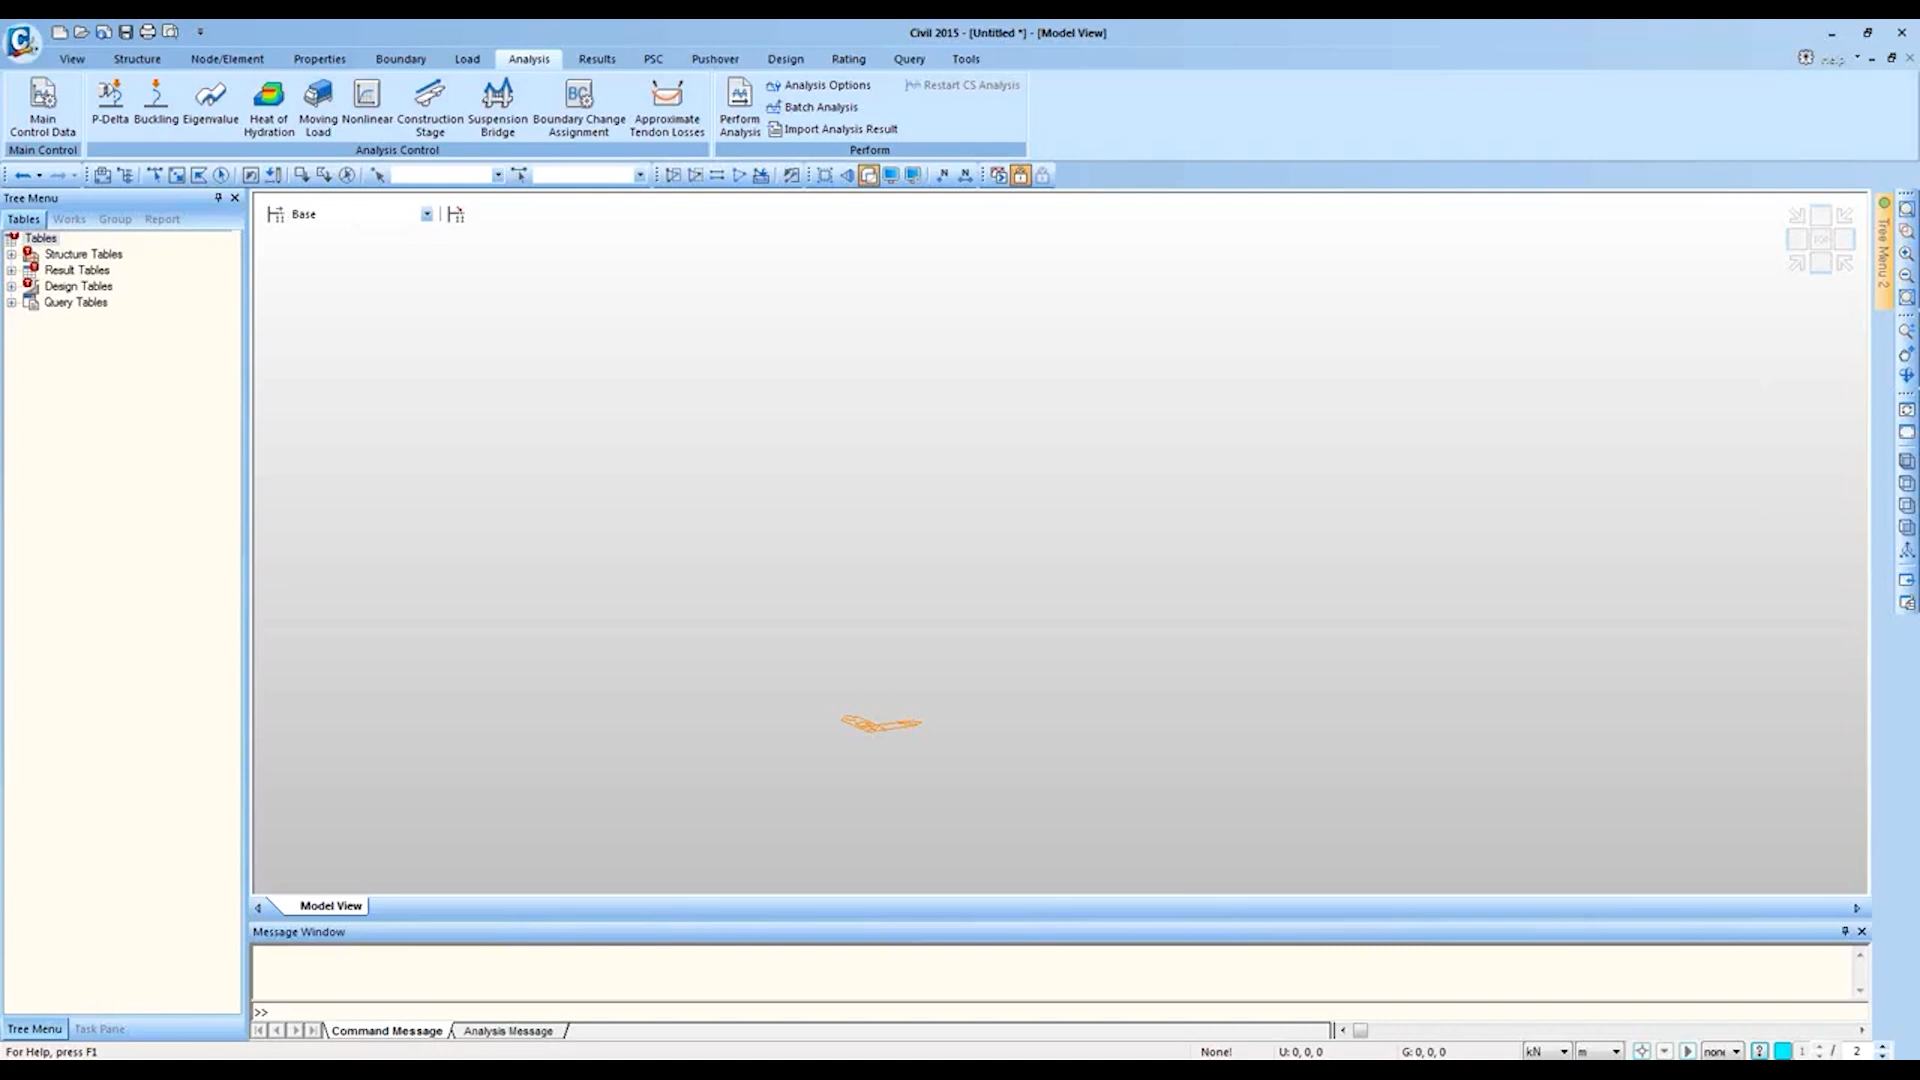 Civil 2015 - [Untitled *] - [Model View]
View Structure Node/Element Properties Boundary Load Analysis Results PSC Pushover Design Rating Query Tools
Help
Main Control Data
P-Delta
Buckling
Eigenvalue
Heat of Hydration
Moving Load
Nonlinear
Construction Stage
Suspension Bridge
Boundary Change Assignment
Approximate Tendon Losses
Perform Analysis
Analysis Options
Batch Analysis
Import Analysis Result
Restart CS Analysis
Main Control
Analysis Control
Perform
Tree Menu
Tables Works Group Report
Tables
Structure Tables
Result Tables
Design Tables
Query Tables
Base
Tree Menu 2
Model View
Message Window
>>
Command Message
Analysis Message
Tree Menu
Task Pane
For Help, press F1
None!
U: 0, 0, 0
G: 0, 0, 0
kN
m
none
1 / 2